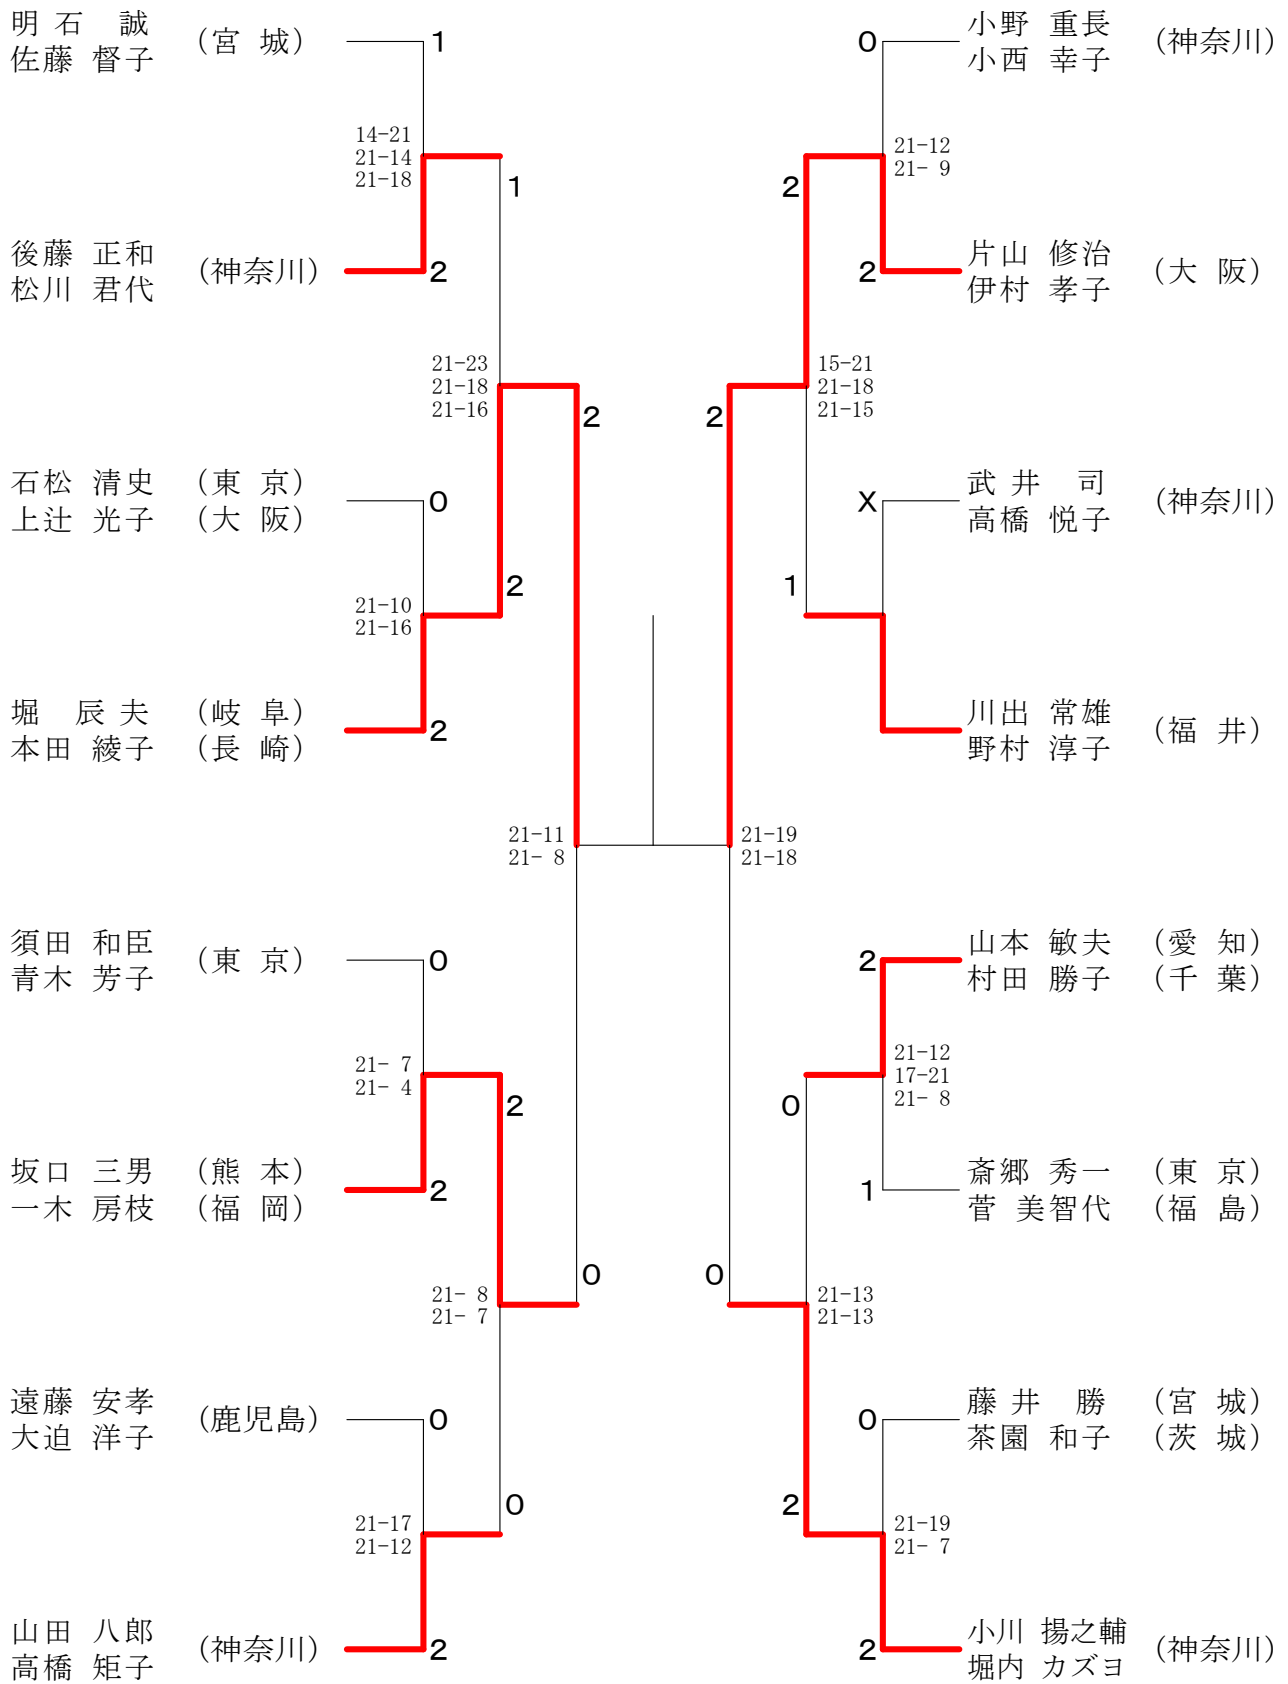 明 石　誠
佐藤 督子
（宮 城）
1
14-21
21-14
21-18
後藤 正和
松川 君代
（神奈川）
2
1
21-23
21-18
21-16
石松 清史 （東 京）
上辻 光子 （大 阪）
0
2
21-10
21-16
堀　辰 夫 （岐 阜）
本田 綾子 （長 崎）
2
2
21-11
21- 8
須田 和臣
青木 芳子
（東 京）
0
21- 7
21- 4
2
坂口 三男 （熊 本）
一木 房枝 （福 岡）
2
0
21- 8
21- 7
遠藤 安孝
大迫 洋子
（鹿児島）
0
0
21-17
21-12
山田 八郎
高橋 矩子
（神奈川）
2
小野 重長
小西 幸子
（神奈川）
0
21-12
21- 9
2
片山 修治
伊村 孝子
（大 阪）
2
15-21
21-18
21-15
2
武 井　司
高橋 悦子
（神奈川）
X
1
川出 常雄
野村 淳子
（福 井）
21-19
21-18
山本 敏夫 （愛 知）
村田 勝子 （千 葉）
2
21-12
17-21
21- 8
0
斎郷 秀一 （東 京）
菅 美智代 （福 島）
1
0
21-13
21-13
藤 井　勝 （宮 城）
茶園 和子 （茨 城）
0
2
21-19
21- 7
小川 揚之輔
堀内 カズヨ
（神奈川）
2